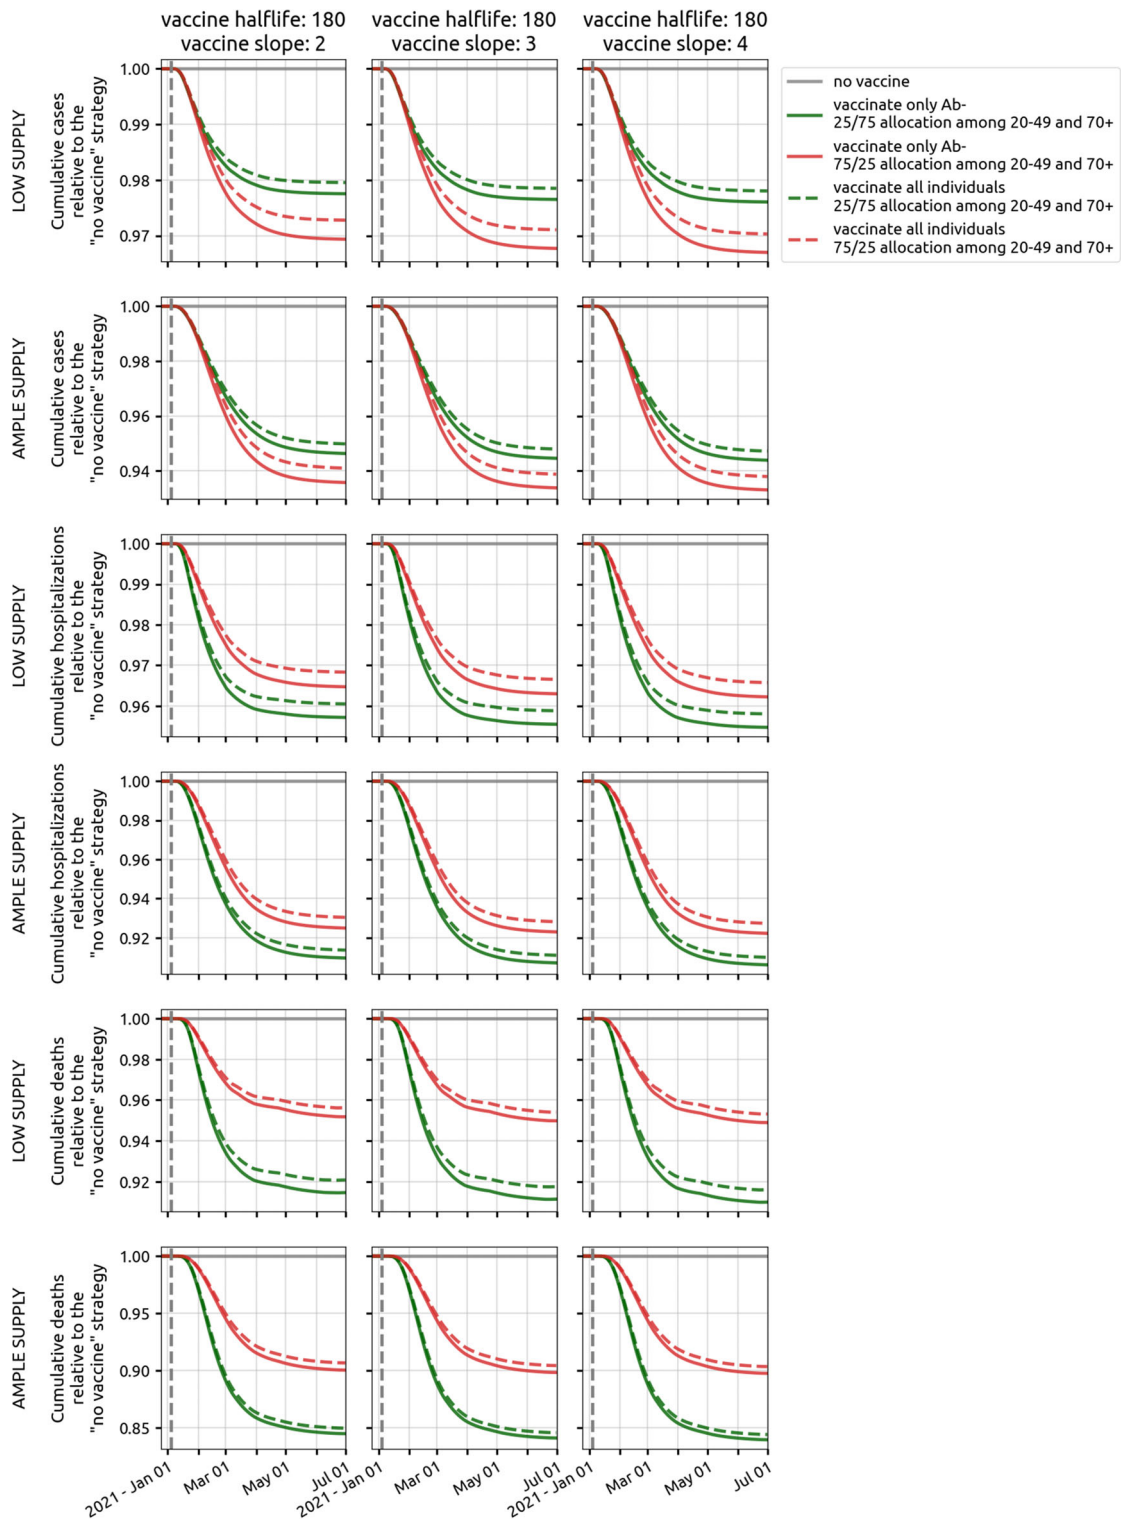 vaccine halflife: 180
vaccine slope: 2
vaccine halflife: 180
vaccine slope: 3
vaccine halflife: 180
vaccine slope: 4
no vaccine
vaccinate only Ab-
25/75 allocation among 20-49 and 70+
vaccinate only Ab-
75/25 allocation among 20-49 and 70+
vaccinate all individuals
25/75 allocation among 20-49 and 70+
vaccinate all individuals
75/25 allocation among 20-49 and 70+
LOW SUPPLY
Cumulative cases
relative to the
"no vaccine" strategy
1.00
0.99
0.98
0.97
AMPLE SUPPLY
Cumulative cases
relative to the
"no vaccine" strategy
1.00
0.98
0.96
0.94
LOW SUPPLY
Cumulative hospitalizations
relative to the
"no vaccine" strategy
1.00
0.99
0.98
0.97
0.96
AMPLE SUPPLY
Cumulative hospitalizations
relative to the
"no vaccine" strategy
1.00
0.98
0.96
0.94
0.92
LOW SUPPLY
Cumulative deaths
relative to the
"no vaccine" strategy
1.00
0.98
0.96
0.94
0.92
AMPLE SUPPLY
Cumulative deaths
relative to the
"no vaccine" strategy
1.00
0.95
0.90
0.85
2021 - Jan 01
Mar 01
May 01
Jul 01
2021 - Jan 01
Mar 01
May 01
Jul 01
2021 - Jan 01
Mar 01
May 01
Jul 01